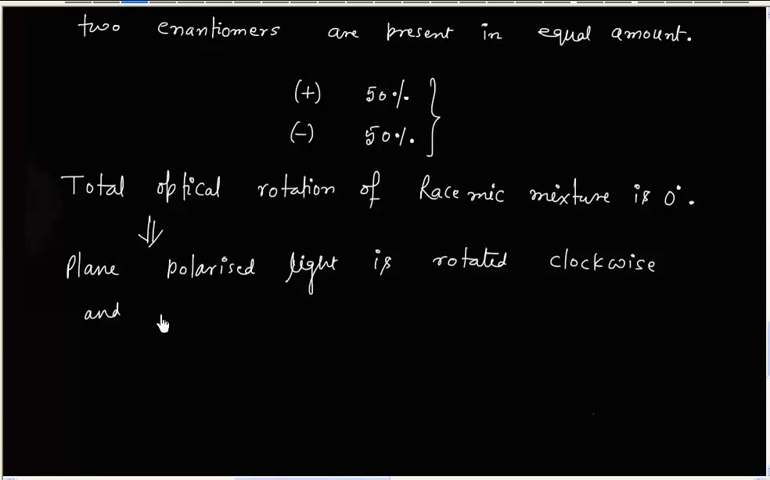 two enantiomers are present in equal amount.
(+) 50%
(-) 50%.
Total optical rotation of Racemic mixture is 0°.
⇓
Plane polarised light is rotated clockwise
and